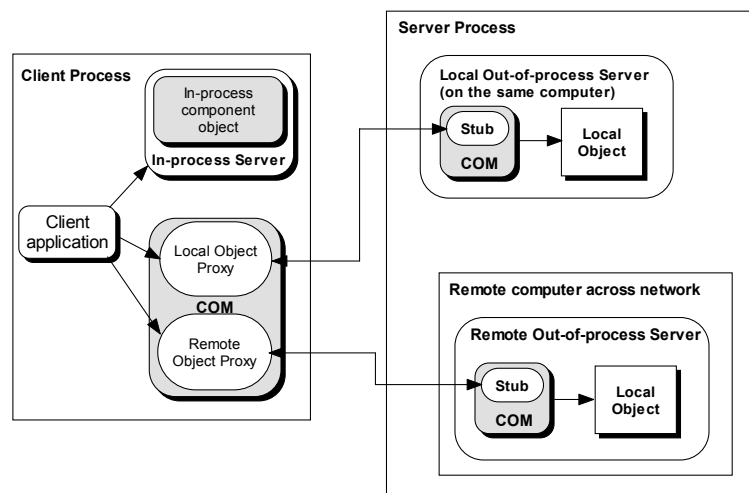 Client Process
In-process
component
object
In-process Server
Client
application
Local Object
Proxy
COM
Remote
Object Proxy
Server Process
Local Out-of-process Server
(on the same computer)
Stub
COM
Local
Object
Remote computer across network
Remote Out-of-process Server
Stub
COM
Local
Object